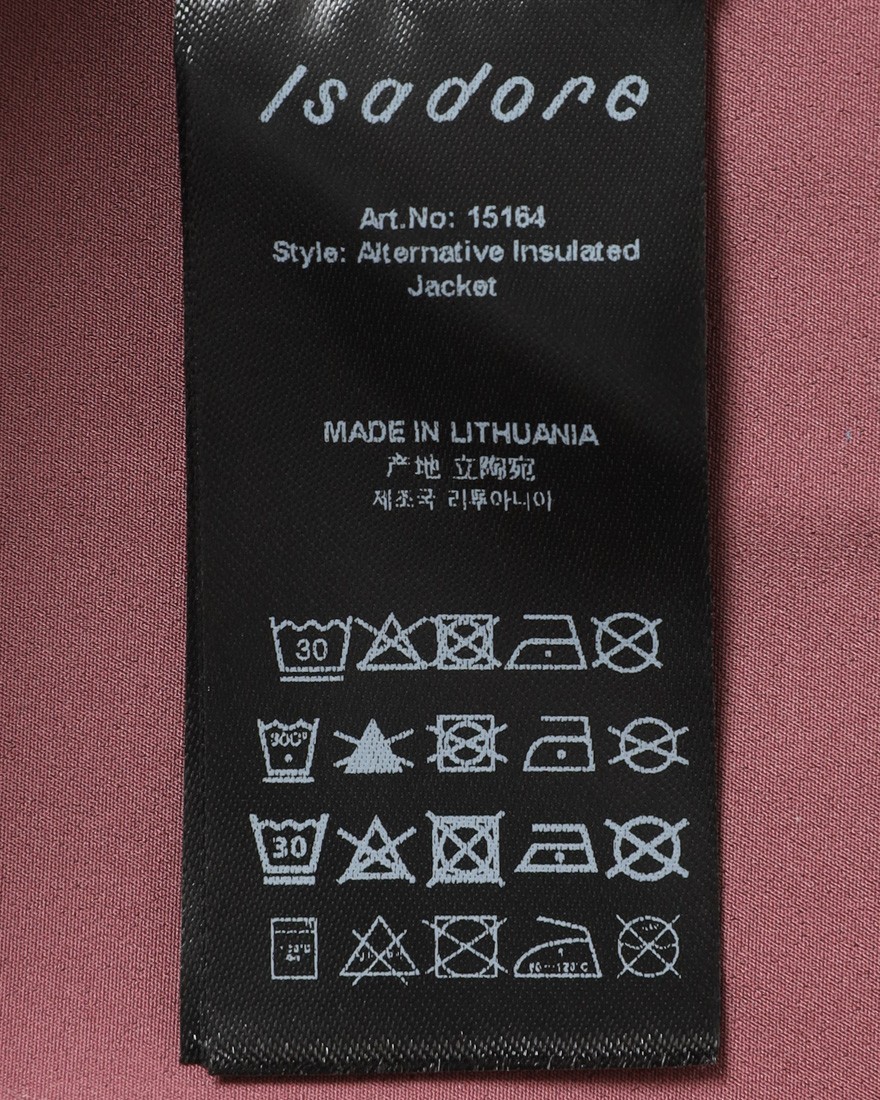 Isadore
Art.No: 15164
Style: Alternative Insulated
Jacket
MADE IN LITHUANIA
产地 立陶宛
제조국 리투아니아
30
30